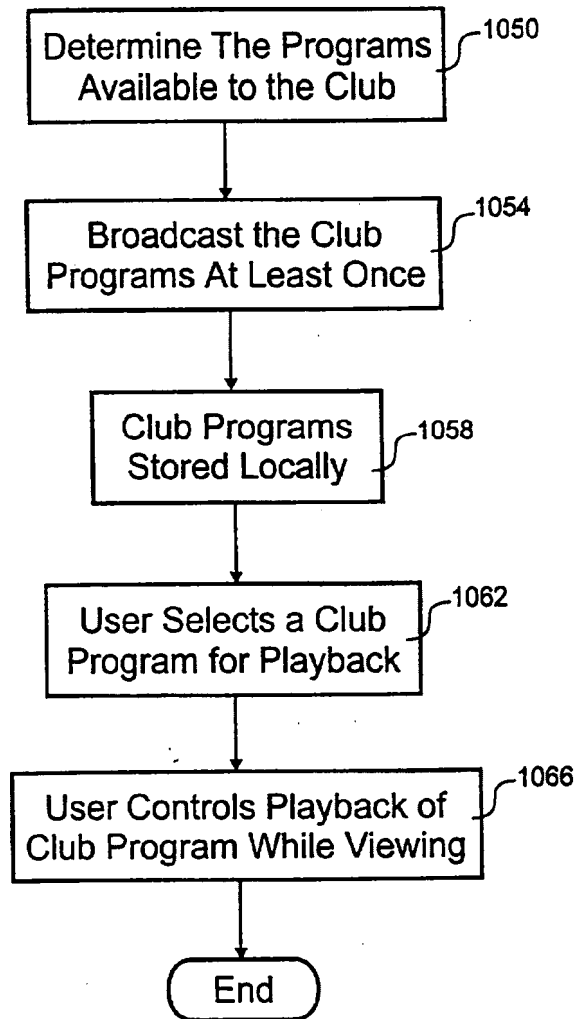 Determine The Programs
Available to the Club
1050
Broadcast the Club
Programs At Least Once
1054
Club Programs
Stored Locally
1058
User Selects a Club
Program for Playback
1062
User Controls Playback of
Club Program While Viewing
1066
End